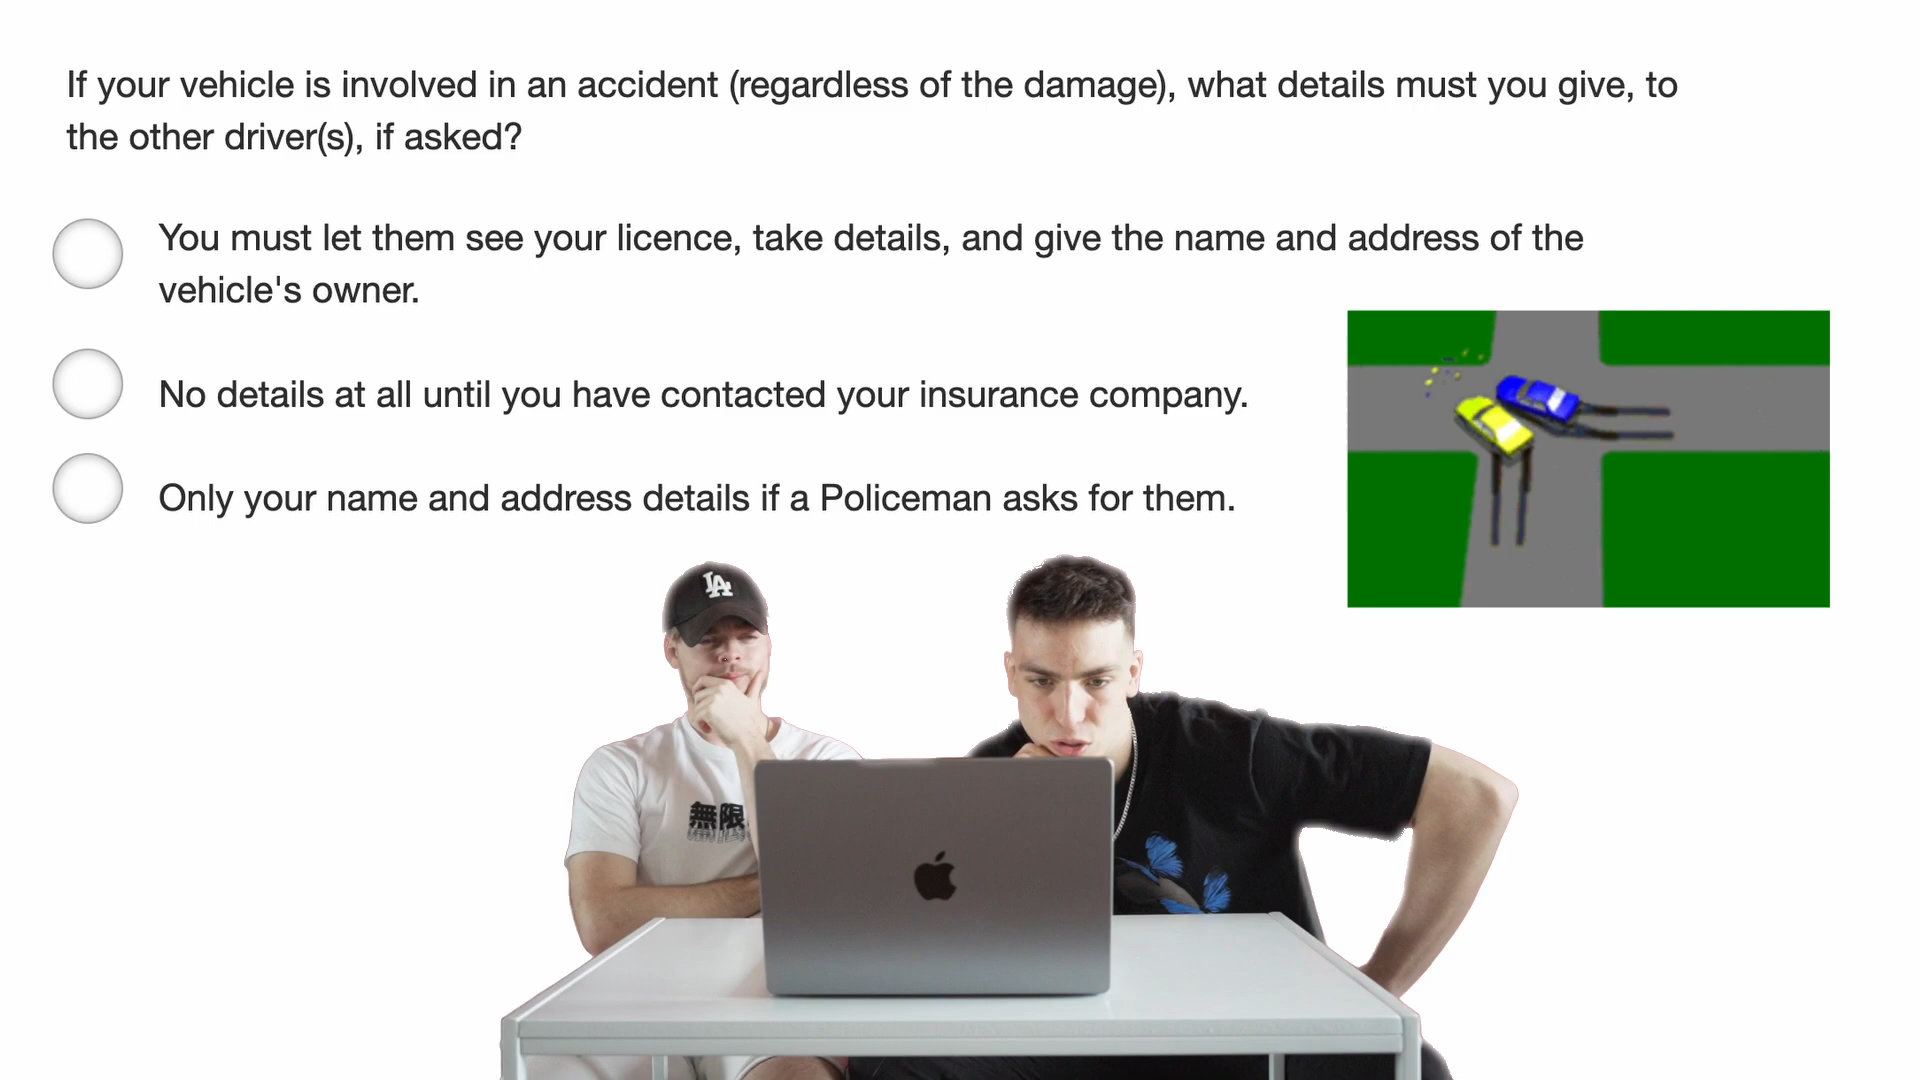 If your vehicle is involved in an accident (regardless of the damage), what details must you give, to
the other driver(s), if asked?
You must let them see your licence, take details, and give the name and address of the
vehicle's owner.
No details at all until you have contacted your insurance company.
Only your name and address details if a Policeman asks for them.
LA
無限